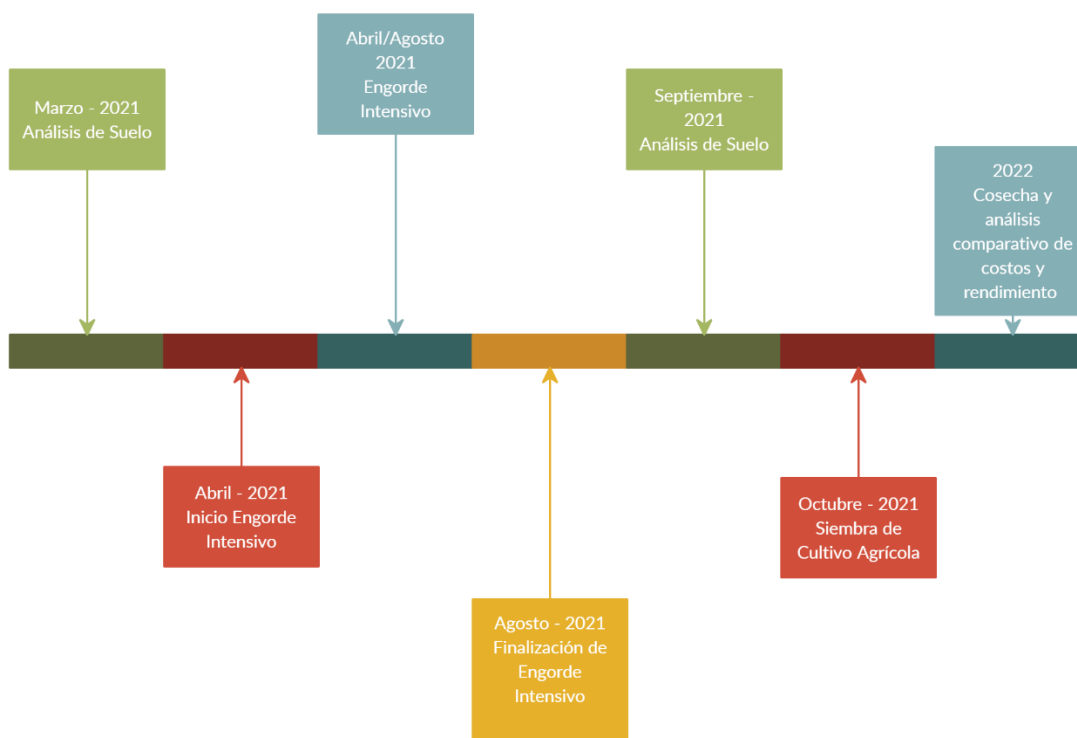 Marzo - 2021
Análisis de Suelo
Abril - 2021
Inicio Engorde
Intensivo
Abril/Agosto
2021
Engorde
Intensivo
Agosto - 2021
Finalización de
Engorde
Intensivo
Septiembre -
2021
Análisis de Suelo
Octubre - 2021
Siembra de
Cultivo Agrícola
2022
Cosecha y
análisis
comparativo de
costos y
rendimiento